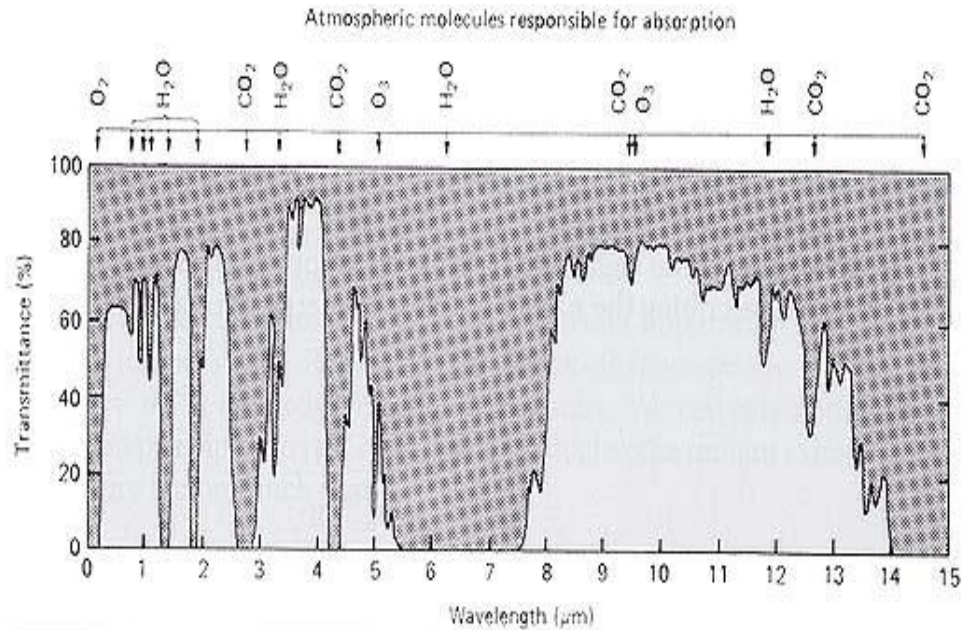 Atmospheric molecules responsible for absorption
O₂ H₂O CO₂ H₂O CO₂ O₃ H₂O CO₂ O₃ H₂O CO₂ CO₂
Transmittance (%)
100
80
60
40
20
0
0 1 2 3 4 5 6 7 8 9 10 11 12 13 14 15
Wavelength (μm)